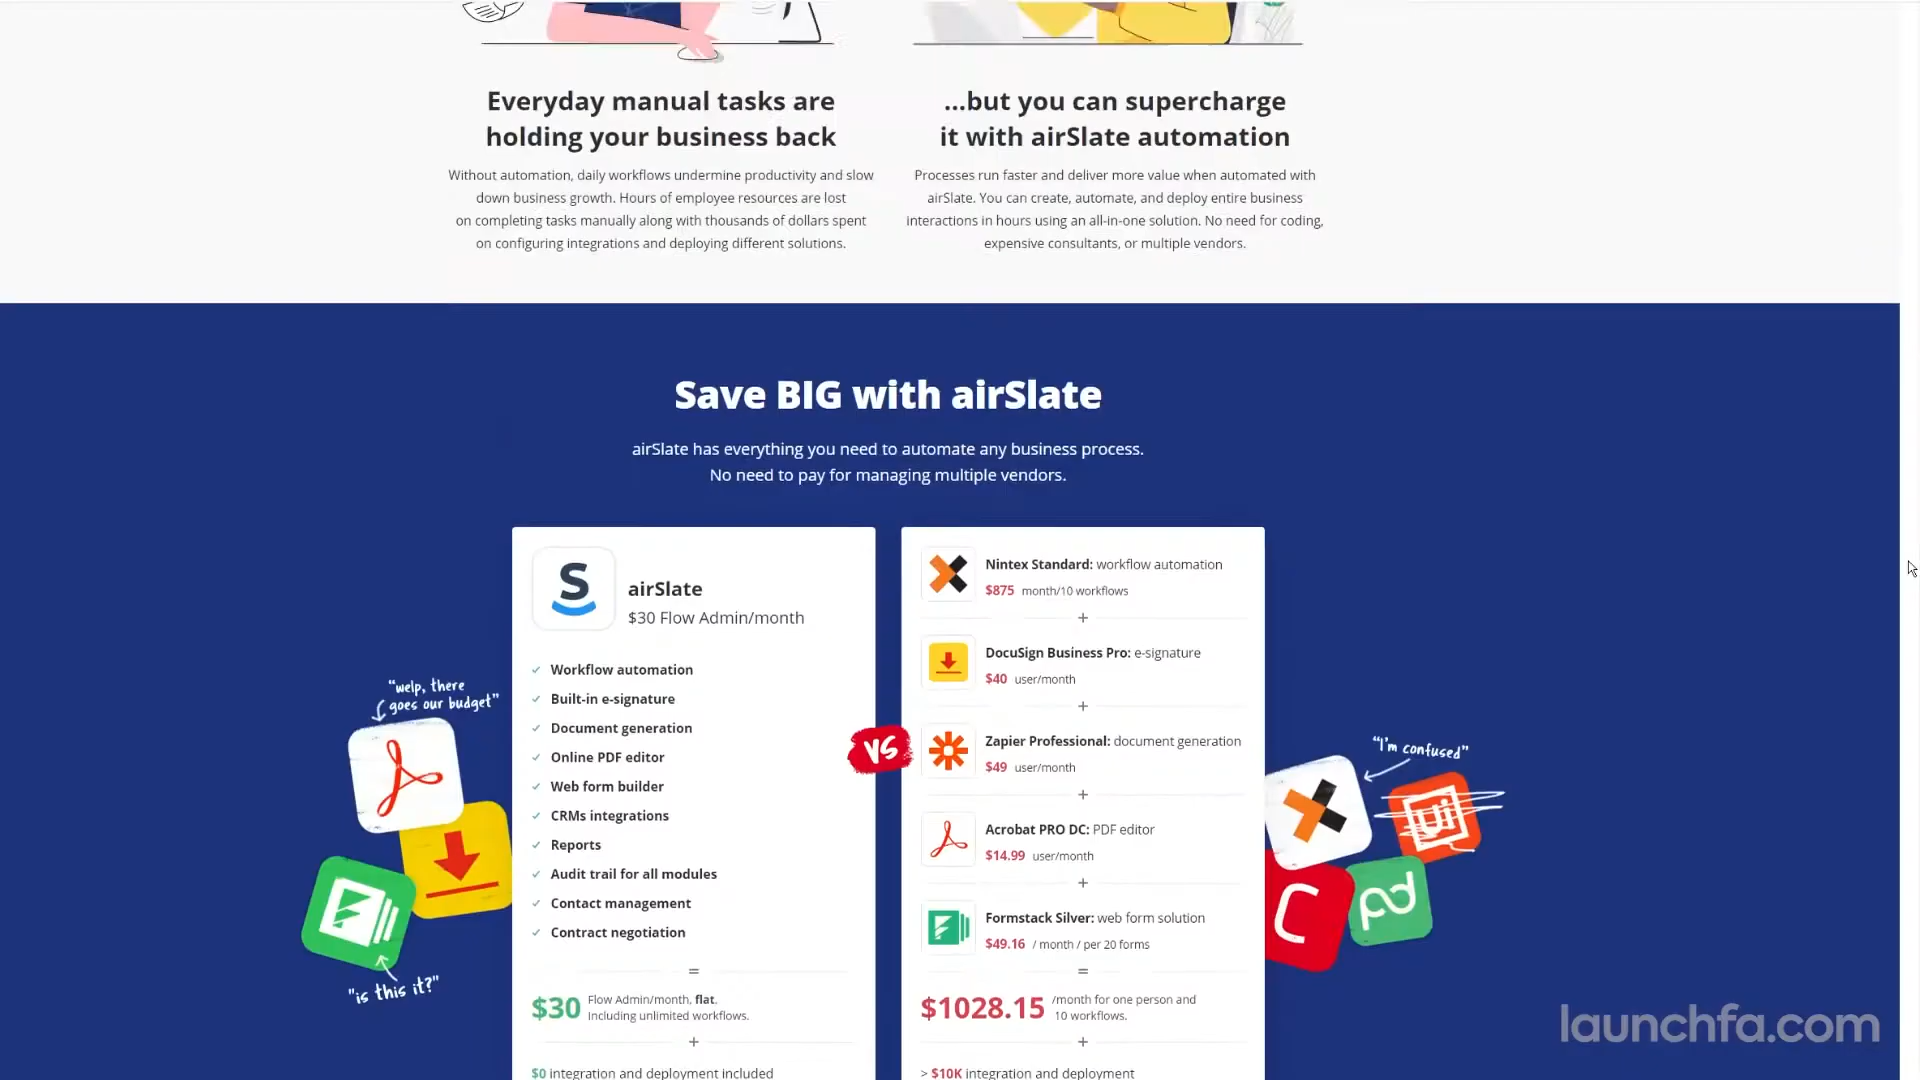 Everyday manual tasks are
holding your business back
Without automation, daily workflows undermine productivity and slow
down business growth. Hours of employee resources are lost
on completing tasks manually along with thousands of dollars spent
on configuring integrations and deploying different solutions.
...but you can supercharge
it with airSlate automation
Processes run faster and deliver more value when automated with
airSlate. You can create, automate, and deploy entire business
interactions in hours using an all-in-one solution. No need for coding,
expensive consultants, or multiple vendors.
Save BIG with airSlate
airSlate has everything you need to automate any business process.
No need to pay for managing multiple vendors.
"welp, there
goes our budget"
"is this it?"
S
airSlate
$30 Flow Admin/month
Workflow automation
Built-in e-signature
Document generation
Online PDF editor
Web form builder
CRMs integrations
Reports
Audit trail for all modules
Contact management
Contract negotiation
=
$30 Flow Admin/month, flat.
Including unlimited workflows.
+
$0 integration and deployment included
VS
Nintex Standard: workflow automation
$875 month/10 workflows
+
DocuSign Business Pro: e-signature
$40 user/month
+
Zapier Professional: document generation
$49 user/month
+
Acrobat PRO DC: PDF editor
$14.99 user/month
+
Formstack Silver: web form solution
$49.16 / month / per 20 forms
=
$1028.15 /month for one person and
10 workflows.
+
> $10K integration and deployment
"I'm confused"
C
pd
launchfa.com